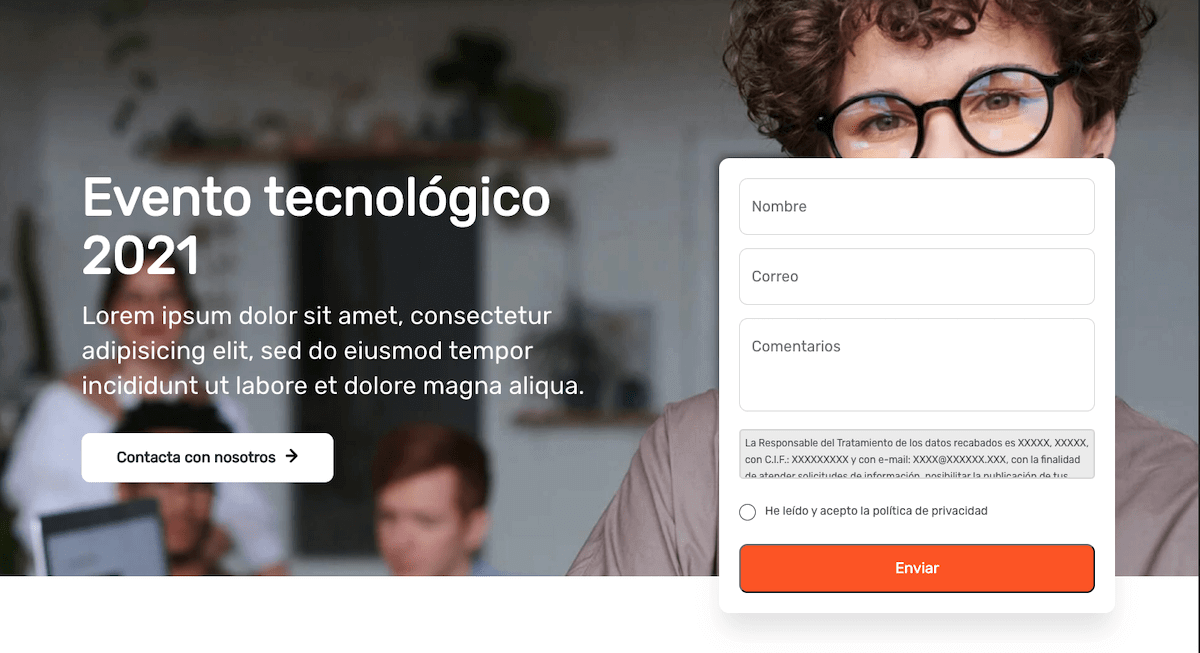 Evento tecnológico
2021
Lorem ipsum dolor sit amet, consectetur
adipisicing elit, sed do eiusmod tempor
incididunt ut labore et dolore magna aliqua.
Contacta con nosotros →
Nombre
Correo
Comentarios
La Responsable del Tratamiento de los datos recabados es XXXXX, XXXXX,
con C.I.F.: XXXXXXXXX y con e-mail: XXXX@XXXXXX.XXX, con la finalidad
de atender solicitudes de información, posibilitar la publicación de tus
He leído y acepto la política de privacidad
Enviar